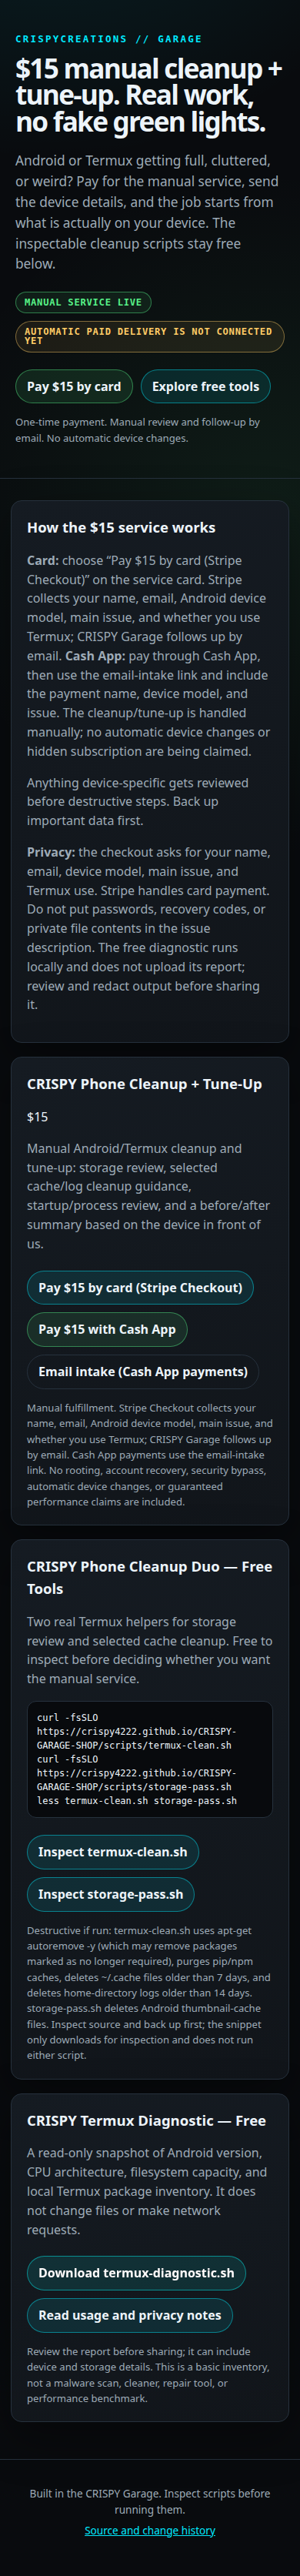 CRISPYCREATIONS // GARAGE
$15 manual cleanup +
tune-up. Real work,
no fake green lights.
Android or Termux getting full, cluttered,
or weird? Pay for the manual service, send
the device details, and the job starts from
what is actually on your device. The
inspectable cleanup scripts stay free
below.
MANUAL SERVICE LIVE
AUTOMATIC PAID DELIVERY IS NOT CONNECTED
YET
Pay $15 by card
Explore free tools
One-time payment. Manual review and follow-up by
email. No automatic device changes.
How the $15 service works
Card: choose “Pay $15 by card (Stripe
Checkout)” on the service card. Stripe
collects your name, email, Android device
model, main issue, and whether you use
Termux; CRISPY Garage follows up by
email. Cash App: pay through Cash App,
then use the email-intake link and include
the payment name, device model, and
issue. The cleanup/tune-up is handled
manually; no automatic device changes or
hidden subscription are being claimed.
Anything device-specific gets reviewed
before destructive steps. Back up
important data first.
Privacy: the checkout asks for your name,
email, device model, main issue, and
Termux use. Stripe handles card payment.
Do not put passwords, recovery codes, or
private file contents in the issue
description. The free diagnostic runs
locally and does not upload its report;
review and redact output before sharing
it.
CRISPY Phone Cleanup + Tune-Up
$15
Manual Android/Termux cleanup and
tune-up: storage review, selected
cache/log cleanup guidance,
startup/process review, and a before/after
summary based on the device in front of
us.
Pay $15 by card (Stripe Checkout)
Pay $15 with Cash App
Email intake (Cash App payments)
Manual fulfillment. Stripe Checkout collects your
name, email, Android device model, main issue, and
whether you use Termux; CRISPY Garage follows up
by email. Cash App payments use the email-intake
link. No rooting, account recovery, security bypass,
automatic device changes, or guaranteed
performance claims are included.
CRISPY Phone Cleanup Duo — Free
Tools
Two real Termux helpers for storage
review and selected cache cleanup. Free to
inspect before deciding whether you want
the manual service.
curl -fsSLO
https://crispy4222.github.io/CRISPY-
GARAGE-SHOP/scripts/termux-clean.sh
curl -fsSLO
https://crispy4222.github.io/CRISPY-
GARAGE-SHOP/scripts/storage-pass.sh
less termux-clean.sh storage-pass.sh
Inspect termux-clean.sh
Inspect storage-pass.sh
Destructive if run: termux-clean.sh uses apt-get
autoremove -y (which may remove packages
marked as no longer required), purges pip/npm
caches, deletes ~/.cache files older than 7 days, and
deletes home-directory logs older than 14 days.
storage-pass.sh deletes Android thumbnail-cache
files. Inspect source and back up first; the snippet
only downloads for inspection and does not run
either script.
CRISPY Termux Diagnostic — Free
A read-only snapshot of Android version,
CPU architecture, filesystem capacity, and
local Termux package inventory. It does
not change files or make network
requests.
Download termux-diagnostic.sh
Read usage and privacy notes
Review the report before sharing; it can include
device and storage details. This is a basic inventory,
not a malware scan, cleaner, repair tool, or
performance benchmark.
Built in the CRISPY Garage. Inspect scripts before
running them.
Source and change history